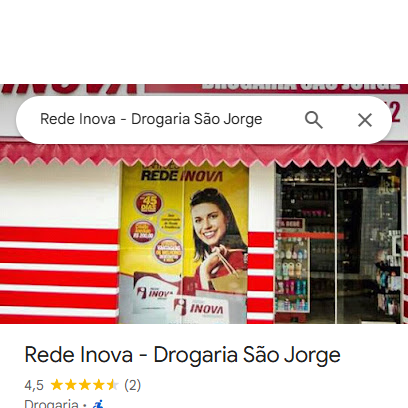 INOVA
DROGARIA SÃO JORGE
Rede Inova - Drogaria São Jorge
REDE INOVA
45
INOVA
INOVA
Rede Inova - Drogaria São Jorge
4,5 (2)
Drogaria ·